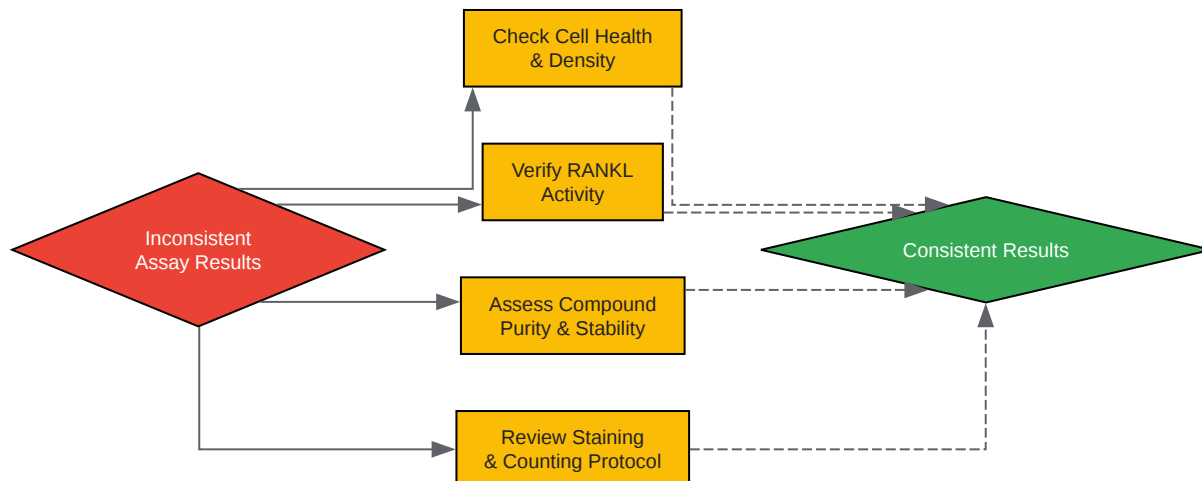 Check Cell Health
& Density
Verify RANKL
Activity
Inconsistent
Assay Results
Consistent Results
Assess Compound
Purity & Stability
Review Staining
& Counting Protocol